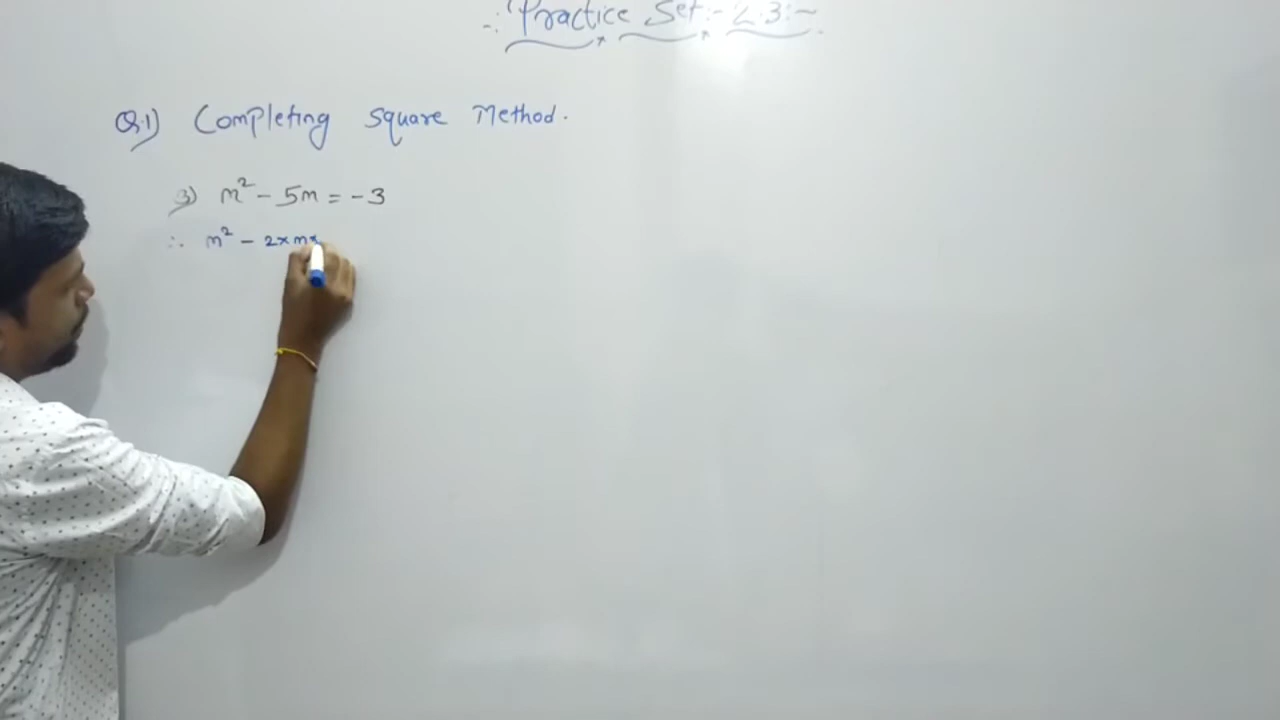 ∴ Practice Set:- 2.3:~
Q.1) Completing square Method.
3) m² - 5m = -3
∴ m² - 2×m×